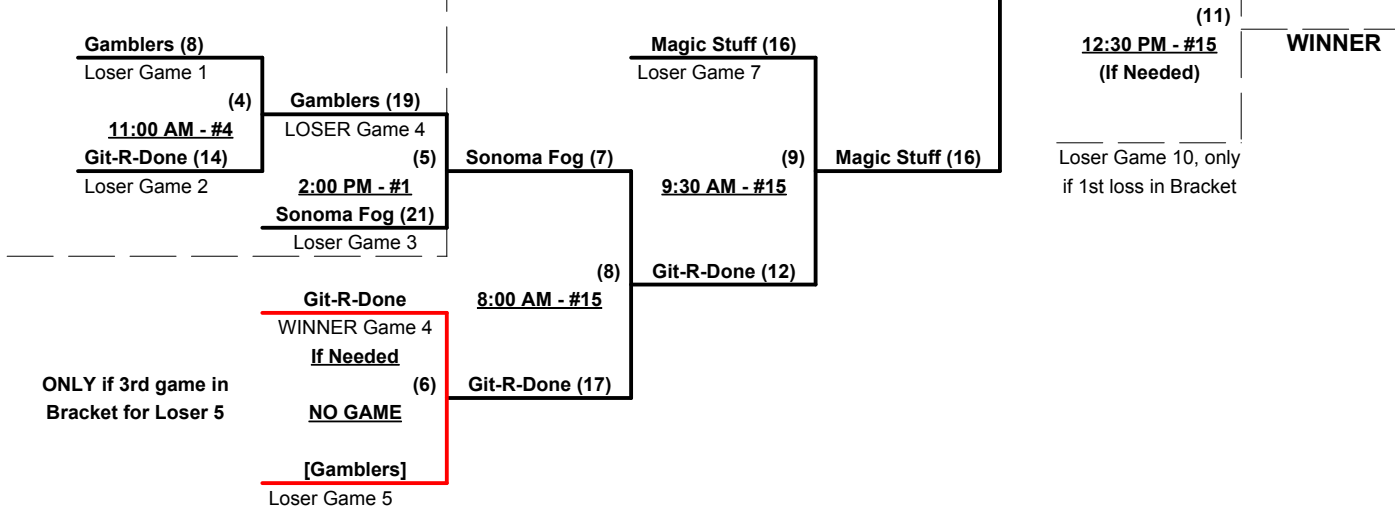 (11)
Gamblers (8)
Magic Stuff (16)
12:30 PM - #15
WINNER
Loser Game 1
Loser Game 7
(If Needed)
(4)
Gamblers (19)
11:00 AM - #4
LOSER Game 4
Git-R-Done (14)
(5)
Sonoma Fog (7)
(9)
Magic Stuff (16)
Loser Game 10, only
Loser Game 2
2:00 PM - #1
9:30 AM - #15
if 1st loss in Bracket
Sonoma Fog (21)
Loser Game 3
(8)
Git-R-Done (12)
Git-R-Done
8:00 AM - #15
WINNER Game 4
If Needed
ONLY if 3rd game in
(6)
Git-R-Done (17)
Bracket for Loser 5
NO GAME
[Gamblers]
Loser Game 5